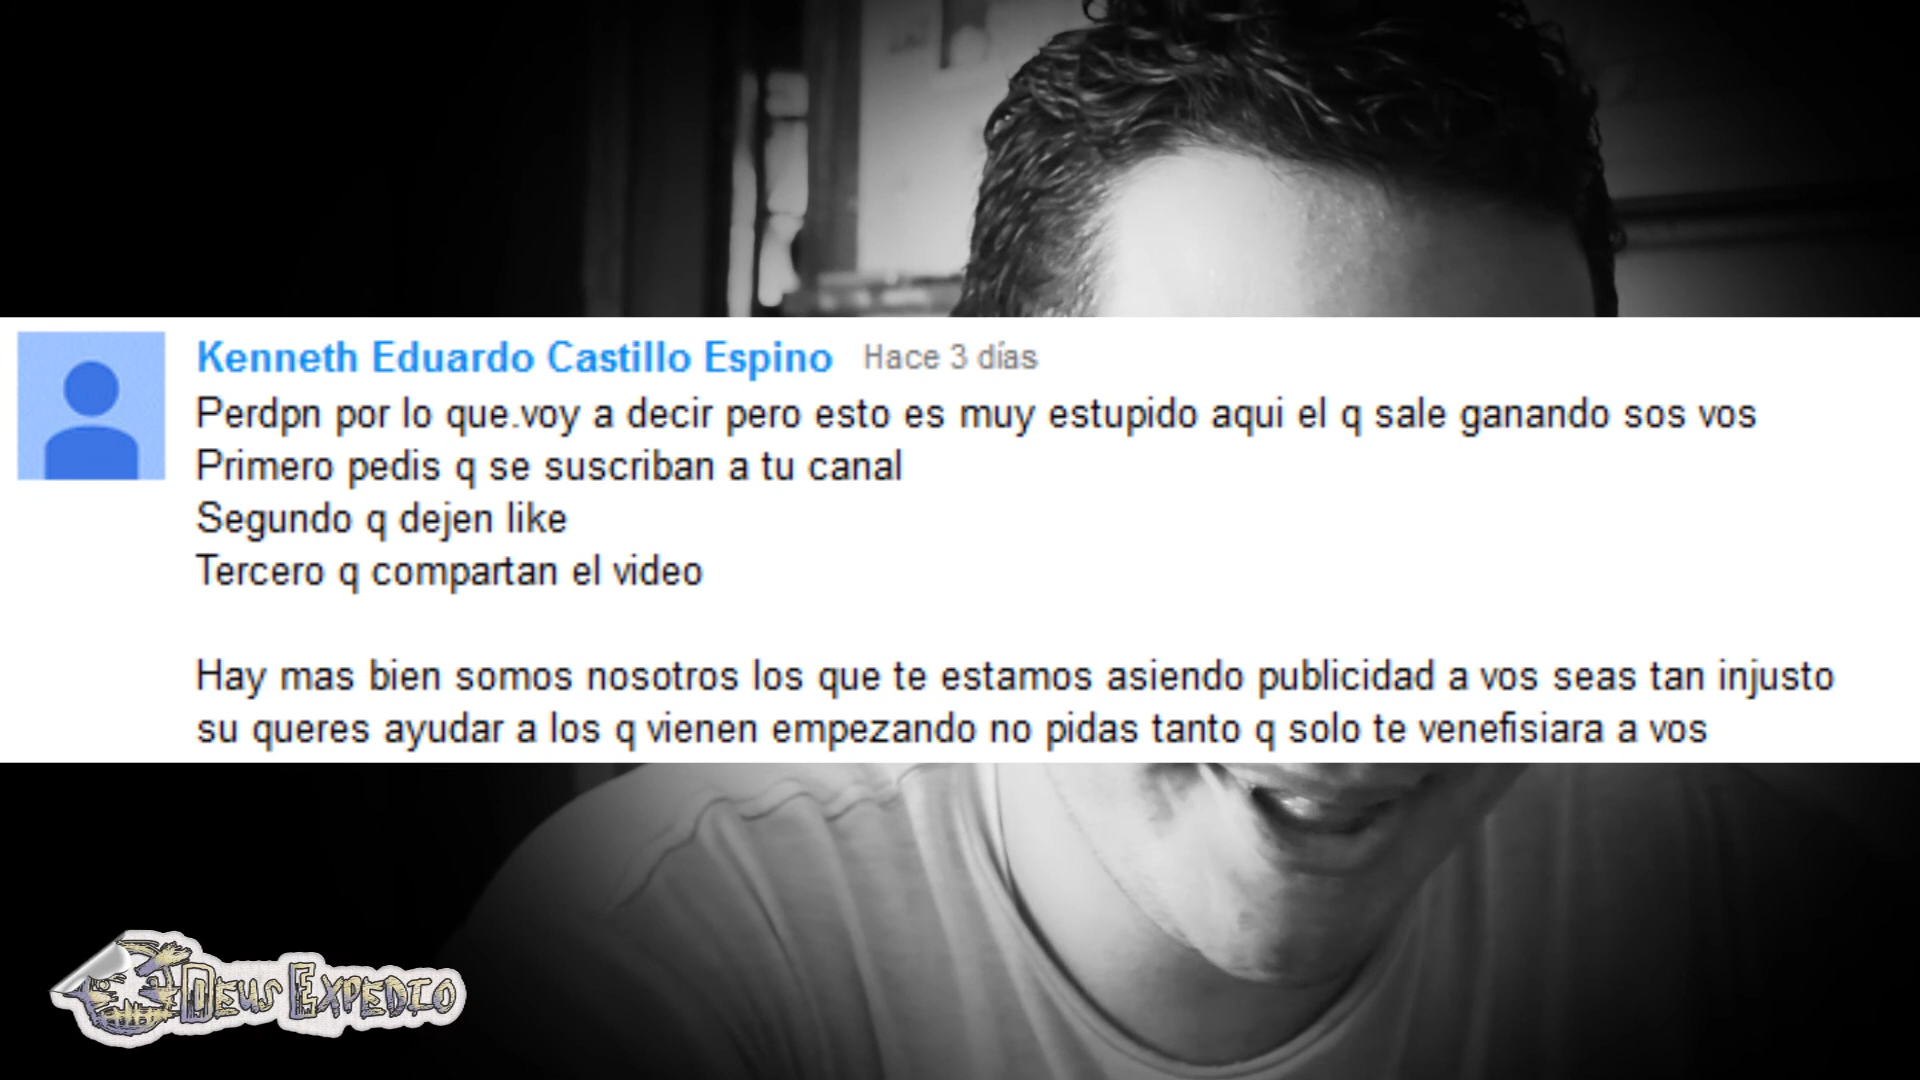 Kenneth Eduardo Castillo Espino Hace 3 días
Perdpn por lo que.voy a decir pero esto es muy estupido aqui el q sale ganando sos vos
Primero pedis q se suscriban a tu canal
Segundo q dejen like
Tercero q compartan el video
Hay mas bien somos nosotros los que te estamos asiendo publicidad a vos seas tan injusto
su queres ayudar a los q vienen empezando no pidas tanto q solo te venefisiara a vos
Deus Expedio